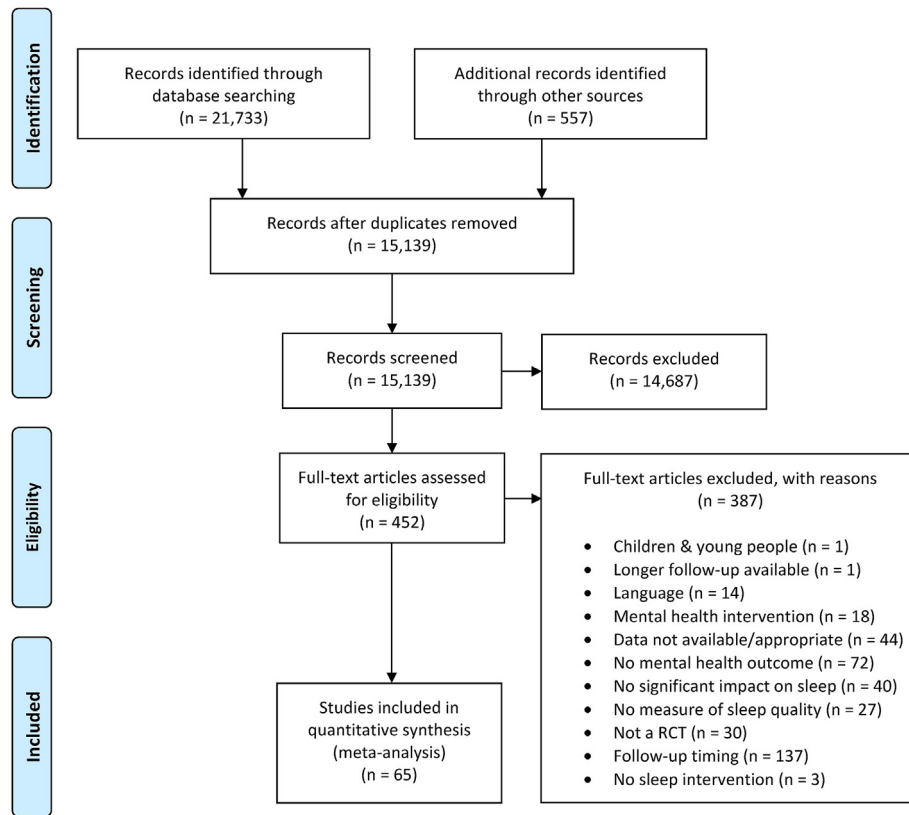 Identification
Records identified through
database searching
(n = 21,733)
Additional records identified
through other sources
(n = 557)
Records after duplicates removed
(n = 15,139)
Screening
Records screened
(n = 15,139)
Records excluded
(n = 14,687)
Eligibility
Full-text articles assessed
for eligibility
(n = 452)
Full-text articles excluded, with reasons
(n = 387)
• Children & young people (n = 1)
• Longer follow-up available (n = 1)
• Language (n = 14)
• Mental health intervention (n = 18)
• Data not available/appropriate (n = 44)
• No mental health outcome (n = 72)
• No significant impact on sleep (n = 40)
• No measure of sleep quality (n = 27)
• Not a RCT (n = 30)
• Follow-up timing (n = 137)
• No sleep intervention (n = 3)
Included
Studies included in
quantitative synthesis
(meta-analysis)
(n = 65)